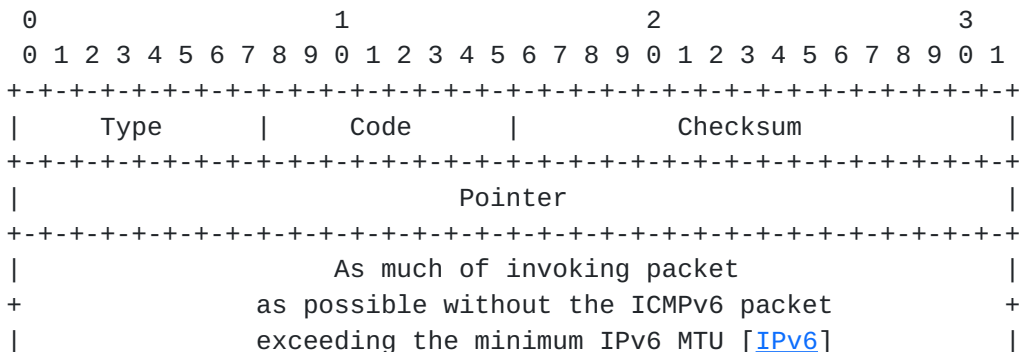 0                   1                   2                   3
 0 1 2 3 4 5 6 7 8 9 0 1 2 3 4 5 6 7 8 9 0 1 2 3 4 5 6 7 8 9 0 1
+-+-+-+-+-+-+-+-+-+-+-+-+-+-+-+-+-+-+-+-+-+-+-+-+-+-+-+-+-+-+-+-+
|     Type      |     Code      |          Checksum             |
+-+-+-+-+-+-+-+-+-+-+-+-+-+-+-+-+-+-+-+-+-+-+-+-+-+-+-+-+-+-+-+-+
|                            Pointer                            |
+-+-+-+-+-+-+-+-+-+-+-+-+-+-+-+-+-+-+-+-+-+-+-+-+-+-+-+-+-+-+-+-+
|                    As much of invoking packet                 |
+               as possible without the ICMPv6 packet           +
|               exceeding the minimum IPv6 MTU [IPv6]           |